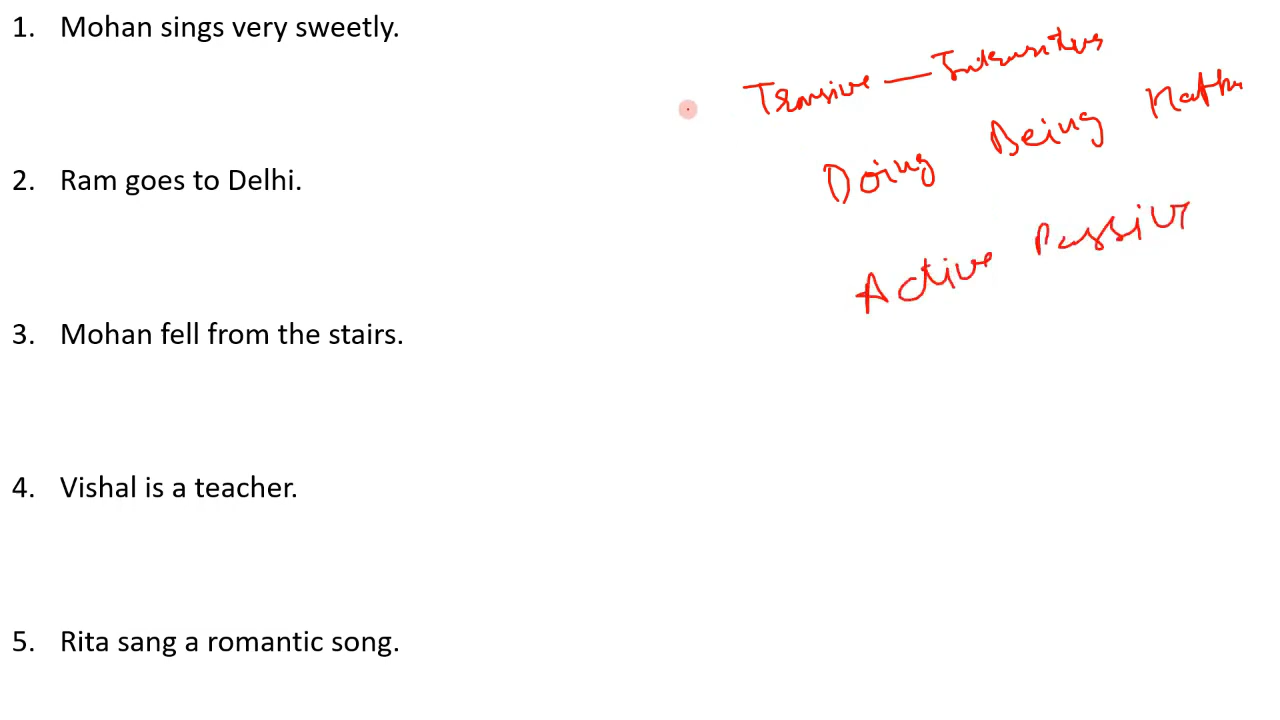 1. Mohan sings very sweetly.
Transive — Intransitive
Doing Being
2. Ram goes to Delhi.
Active Passive
3. Mohan fell from the stairs.
4. Vishal is a teacher.
5. Rita sang a romantic song.